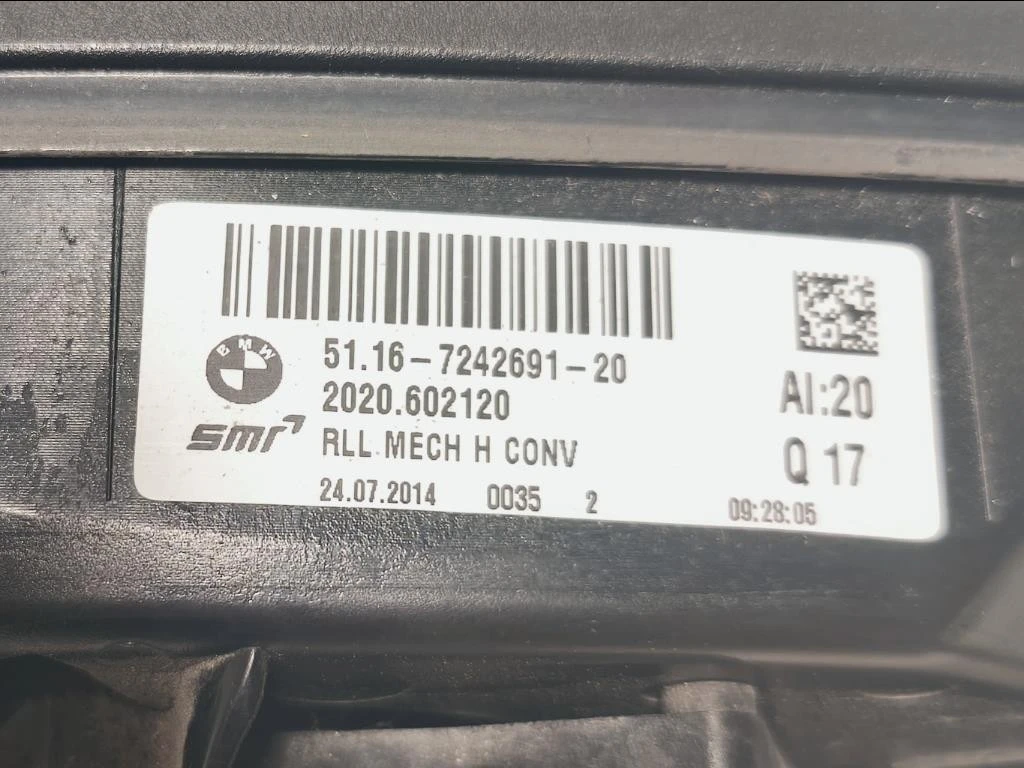 BMW
51.16-7242691-20
2020.602120
AI:20
smr
RLL MECH H CONV
Q 17
24.07.2014 0035 2 09:28:05